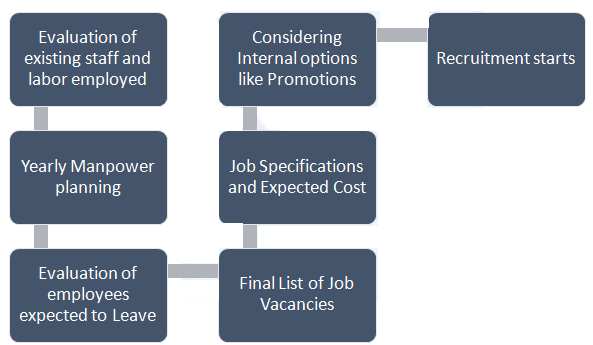 Evaluation of
existing staff and
labor employed
Yearly Manpower
planning
Evaluation of
employees
expected to Leave
Final List of Job
Vacancies
Job Specifications
and Expected Cost
Considering
Internal options
like Promotions
Recruitment starts